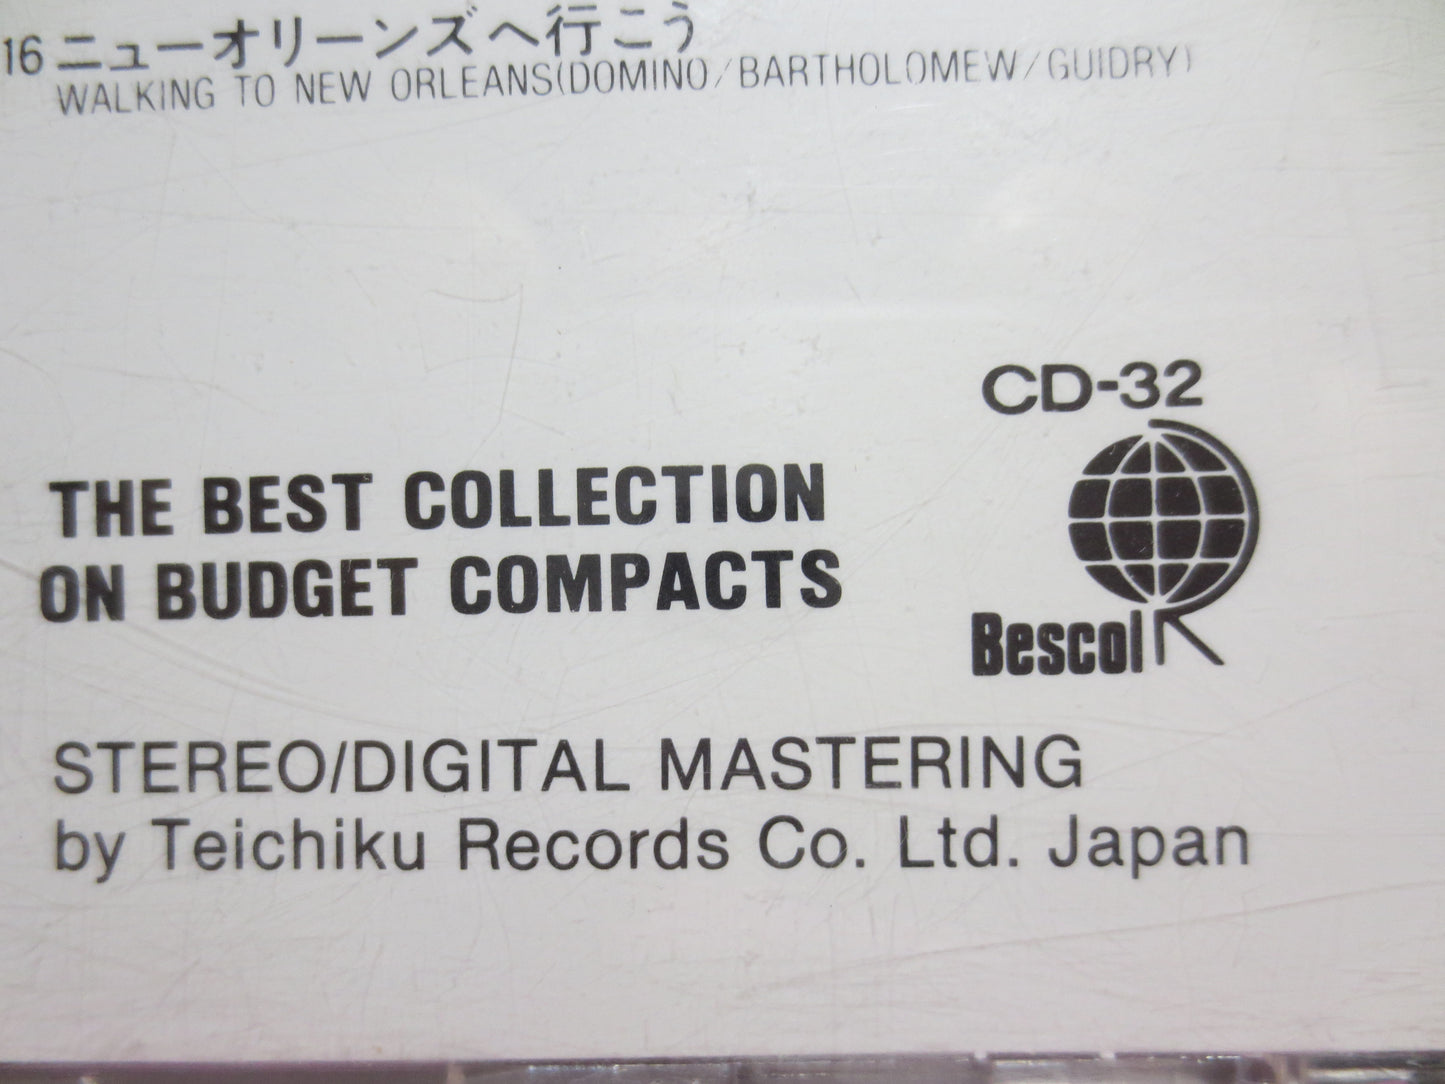 16 ニューオリーンズへ行こう
WALKING TO NEW ORLEANS(DOMINO/BARTHOLOMEW/GUIDRY)
CD-32
THE BEST COLLECTION
ON BUDGET COMPACTS
Bescol
STEREO/DIGITAL MASTERING
by Teichiku Records Co. Ltd. Japan